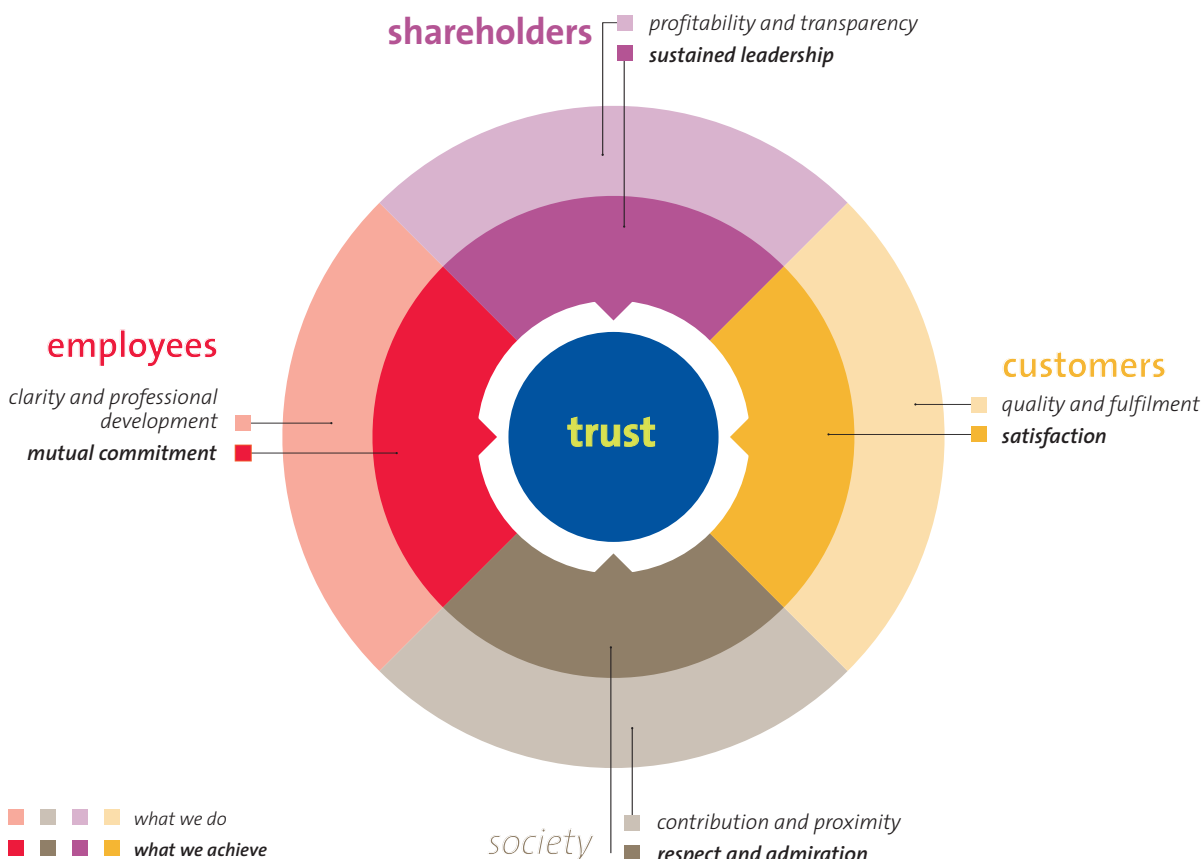 shareholders
profitability and transparency
sustained leadership
employees
clarity and professional
development
mutual commitment
customers
quality and fulfilment
satisfaction
trust
what we do
what we achieve
society
contribution and proximity
respect and admiration